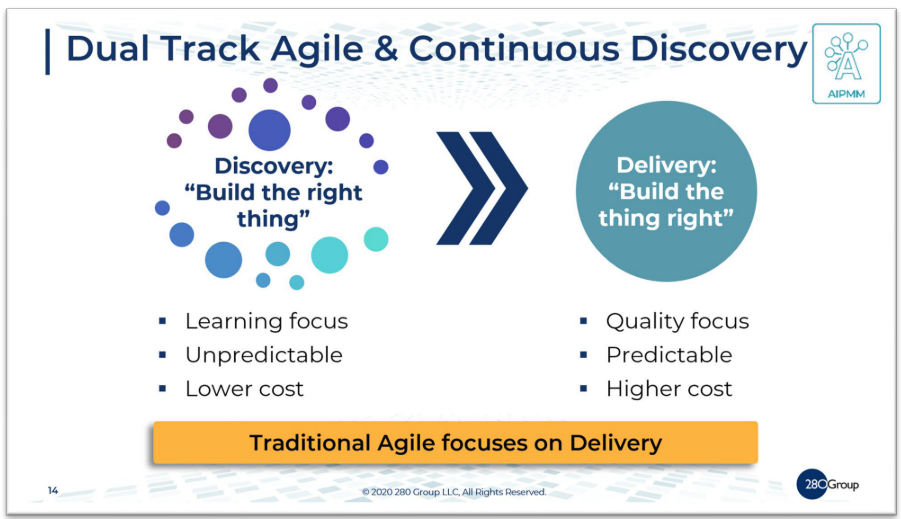 Dual Track Agile & Continuous Discovery
AIPMM
Discovery:
“Build the right
thing”
Delivery:
“Build the
thing right”
▪ Learning focus
▪ Unpredictable
▪ Lower cost
▪ Quality focus
▪ Predictable
▪ Higher cost
Traditional Agile focuses on Delivery
14
© 2020 280 Group LLC, All Rights Reserved.
280 Group